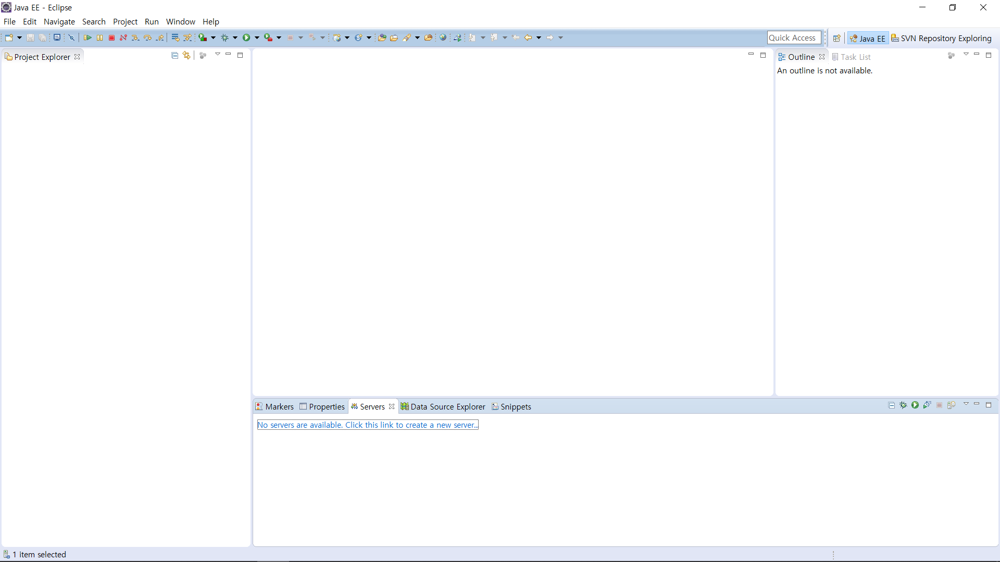 Java EE - Eclipse
File Edit Navigate Search Project Run Window Help
Quick Access Java EE SVN Repository Exploring
Project Explorer
Outline Task List
An outline is not available.
Markers Properties Servers Data Source Explorer Snippets
No servers are available. Click this link to create a new server...
1 item selected